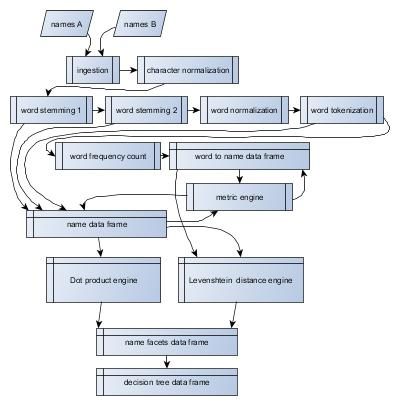 names A
names B
ingestion
character normalization
word stemming 1
word stemming 2
word normalization
word tokenization
word frequency count
word to name data frame
metric engine
name data frame
Dot product engine
Levenshtein distance engine
name facets data frame
decision tree data frame